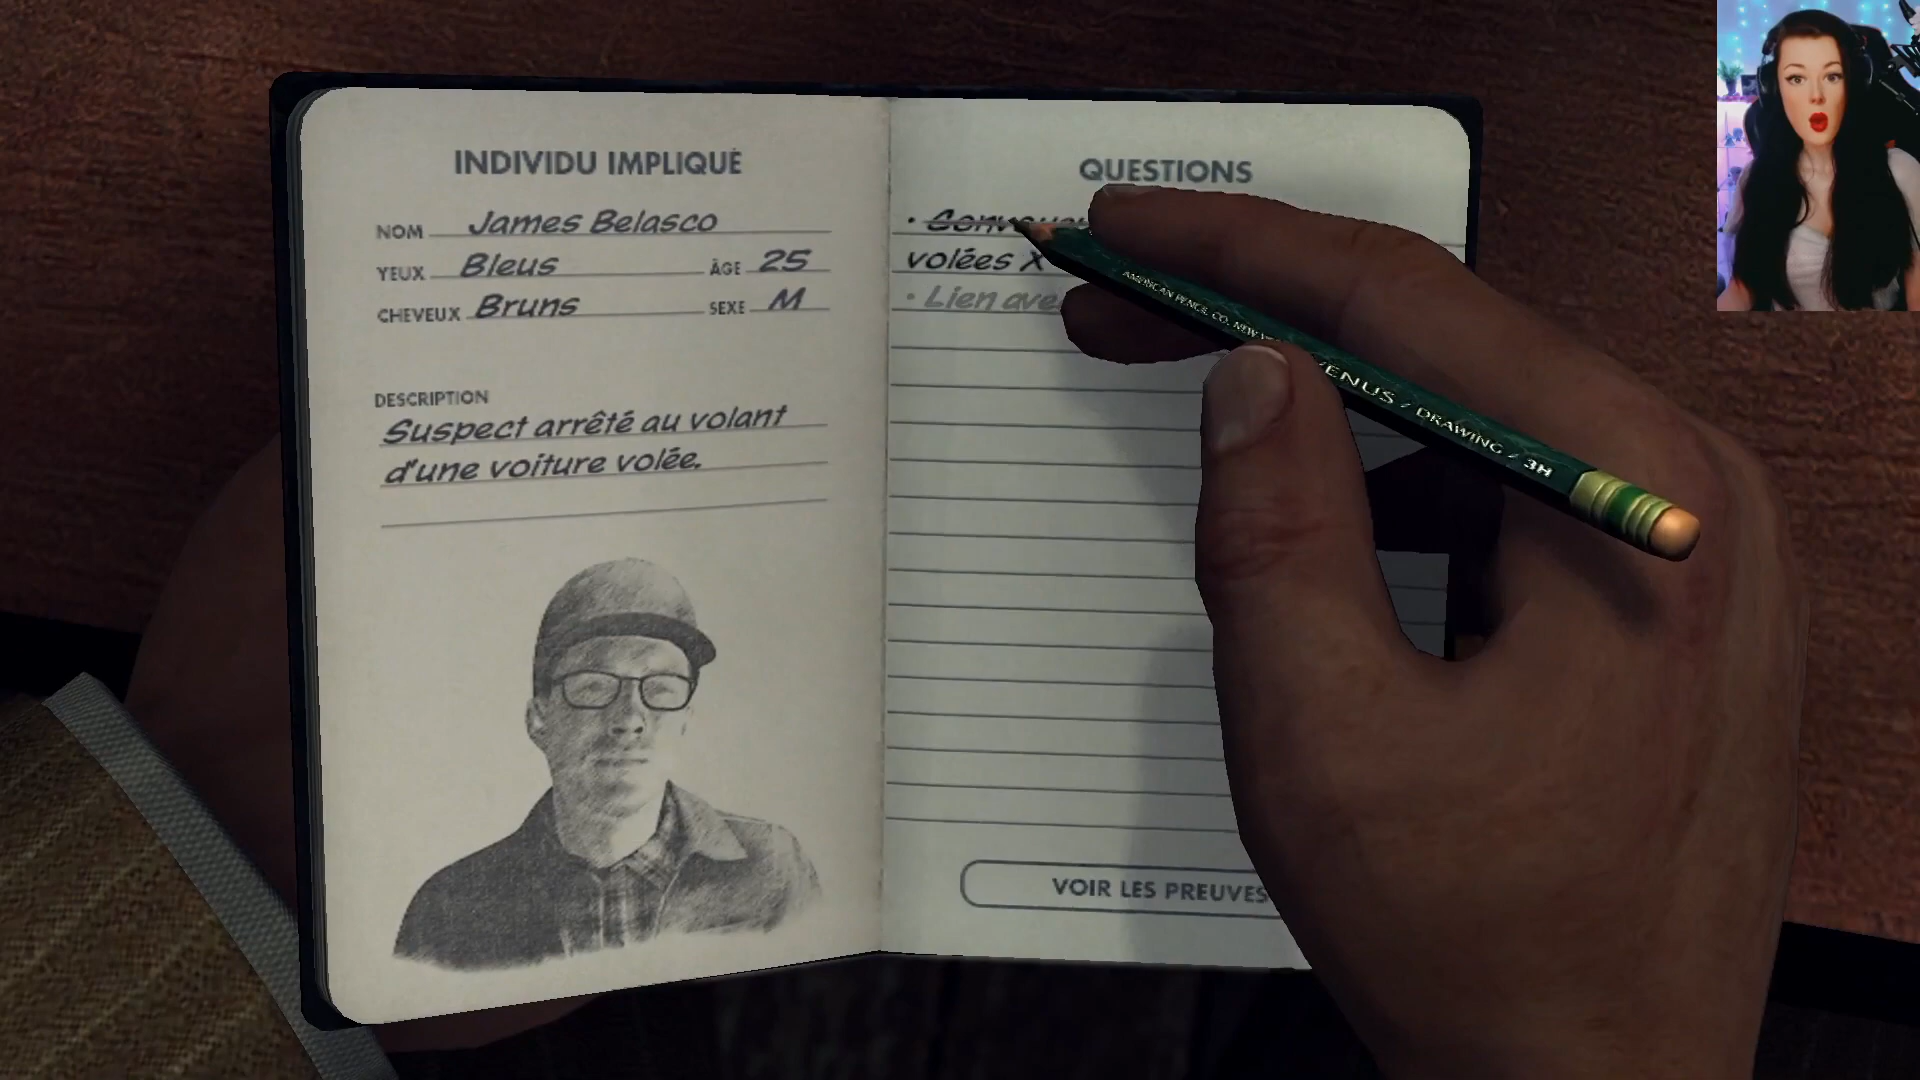 INDIVIDU IMPLIQUÉ
NOM James Belasco
YEUX Bleus ÂGE 25
CHEVEUX Bruns SEXE M
DESCRIPTION
Suspect arrêté au volant
d'une voiture volée.
QUESTIONS
volées X
• Lien ave
VOIR LES PREUVES
AMERICAN PENCIL CO. NEW
VENUS / DRAWING / 3H